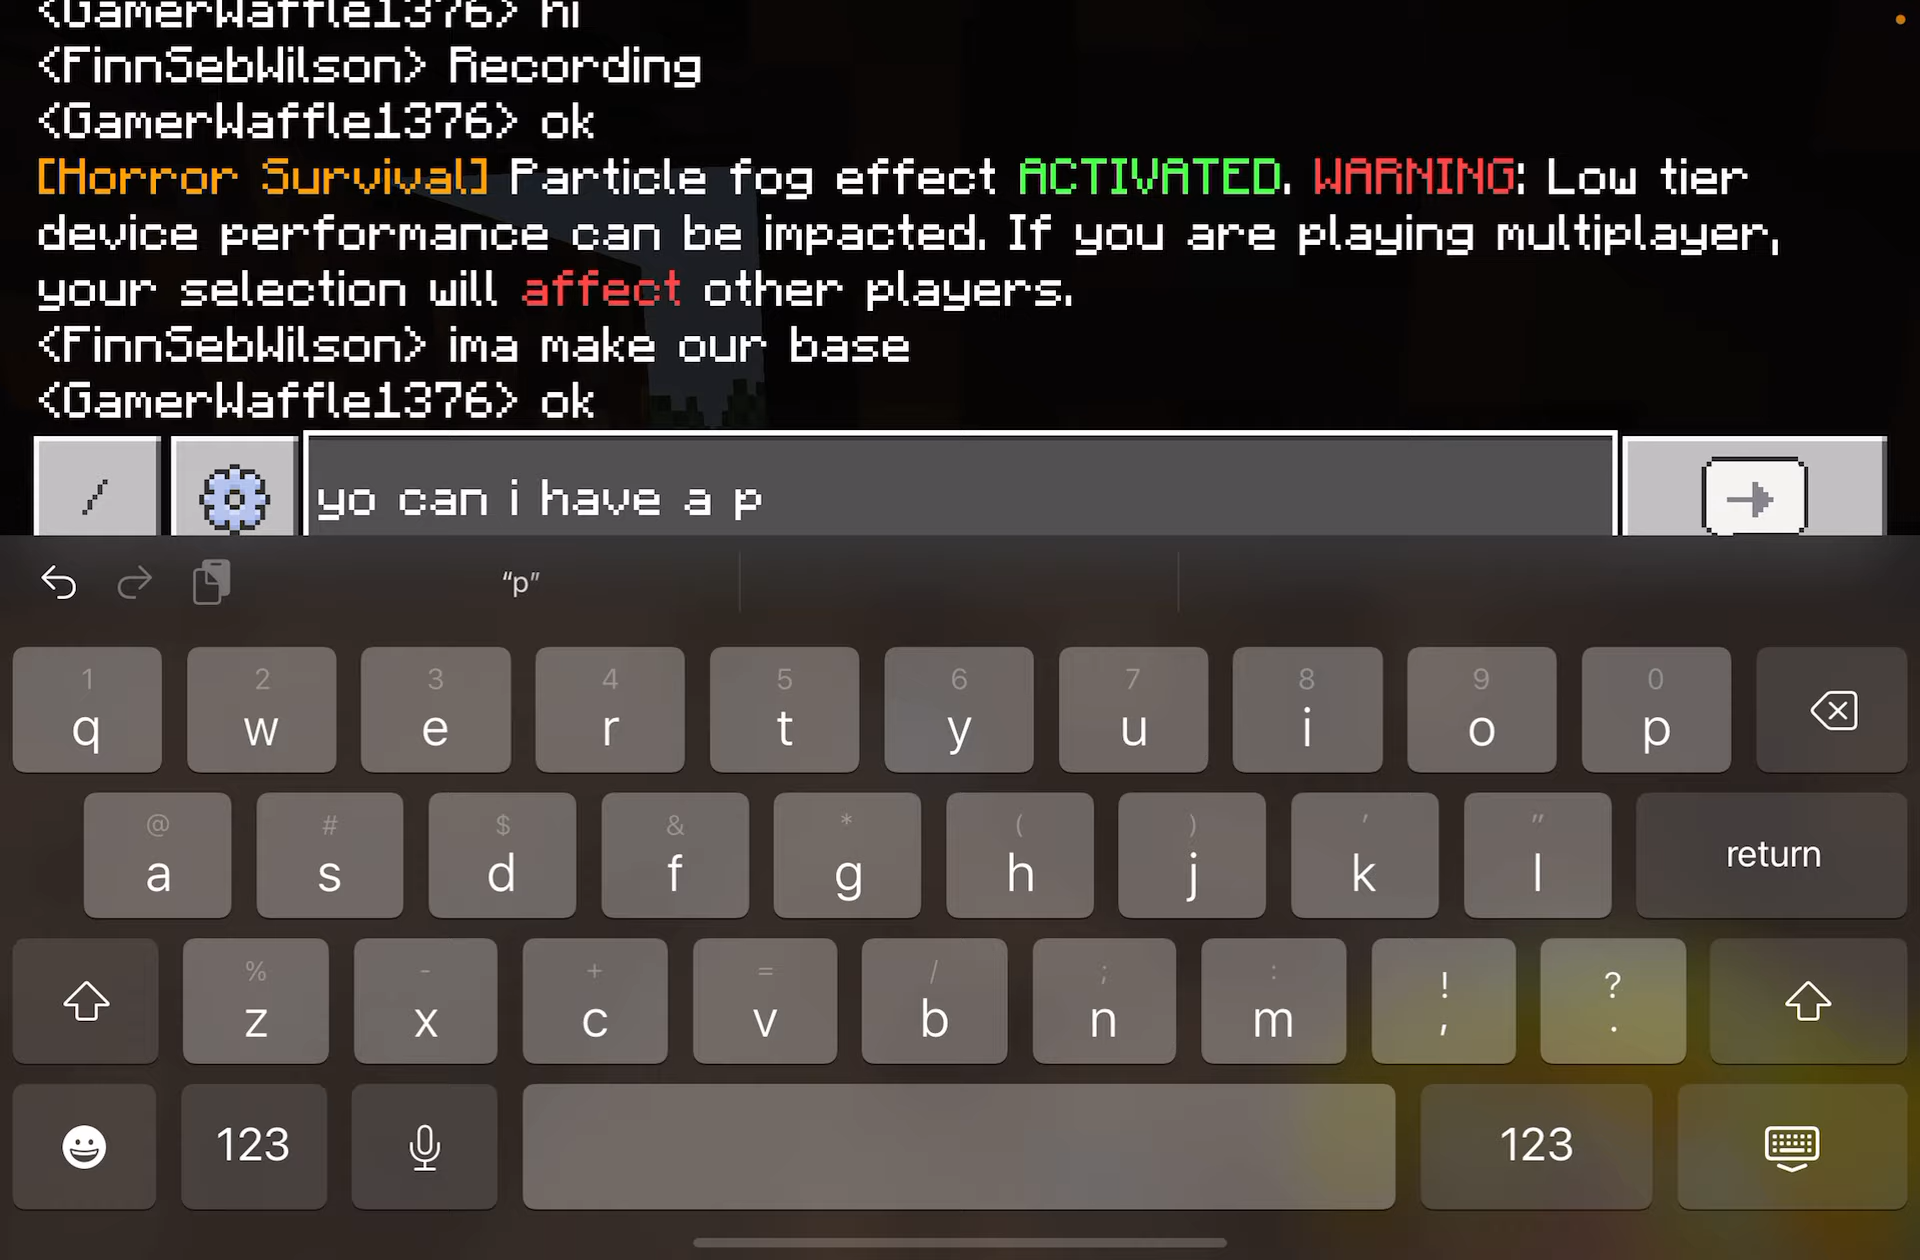 <GamerWaffle1376> hi
<FinnSebWilson> Recording
<GamerWaffle1376> ok
[Horror Survival] Particle fog effect ACTIVATED. WARNING: Low tier
device performance can be impacted. If you are playing multiplayer,
your selection will affect other players.
<FinnSebWilson> ima make our base
<GamerWaffle1376> ok
/ yo can i have a p
“p”
1 2 3 4 5 6 7 8 9 0
q w e r t y u i o p
@ # $ & * ( ) ' "
a s d f g h j k l return
% - + = / ; : ! ?
z x c v b n m , .
123 123